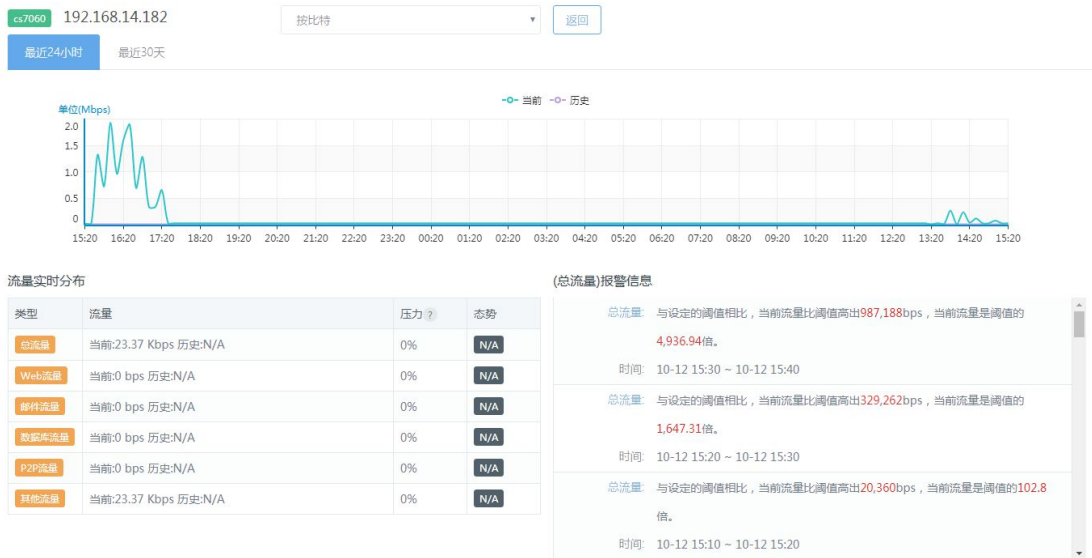 cs7060 192.168.14.182 按比特 返回
最近24小时 最近30天
当前 历史
单位(Mbps)
2.0
1.5
1.0
0.5
0
15:20 16:20 17:20 18:20 19:20 20:20 21:20 22:20 23:20 00:20 01:20 02:20 03:20 04:20 05:20 06:20 07:20 08:20 09:20 10:20 11:20 12:20 13:20 14:20 15:20
流量实时分布
类型 流量 压力 ? 态势
总流量 当前:23.37 Kbps 历史:N/A 0% N/A
Web流量 当前:0 bps 历史:N/A 0% N/A
邮件流量 当前:0 bps 历史:N/A 0% N/A
数据库流量 当前:0 bps 历史:N/A 0% N/A
P2P流量 当前:0 bps 历史:N/A 0% N/A
其他流量 当前:23.37 Kbps 历史:N/A 0% N/A
(总流量)报警信息
总流量: 与设定的阈值相比，当前流量比阈值高出987,188bps，当前流量是阈值的
4,936.94倍。
时间: 10-12 15:30 ~ 10-12 15:40
总流量: 与设定的阈值相比，当前流量比阈值高出329,262bps，当前流量是阈值的
1,647.31倍。
时间: 10-12 15:20 ~ 10-12 15:30
总流量: 与设定的阈值相比，当前流量比阈值高出20,360bps，当前流量是阈值的102.8
倍。
时间: 10-12 15:10 ~ 10-12 15:20